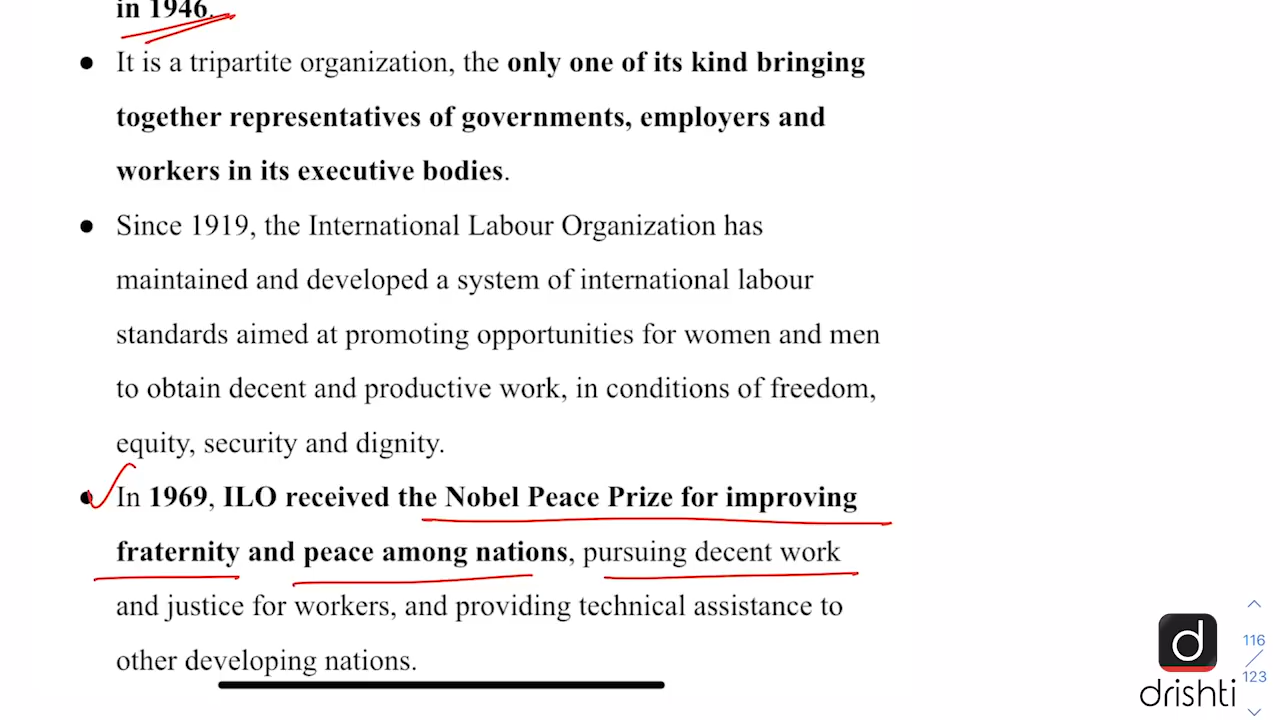 in 1946.
● It is a tripartite organization, the only one of its kind bringing
together representatives of governments, employers and
workers in its executive bodies.
● Since 1919, the International Labour Organization has
maintained and developed a system of international labour
standards aimed at promoting opportunities for women and men
to obtain decent and productive work, in conditions of freedom,
equity, security and dignity.
● In 1969, ILO received the Nobel Peace Prize for improving
fraternity and peace among nations, pursuing decent work
and justice for workers, and providing technical assistance to
other developing nations.
d
drishti
116
/
123